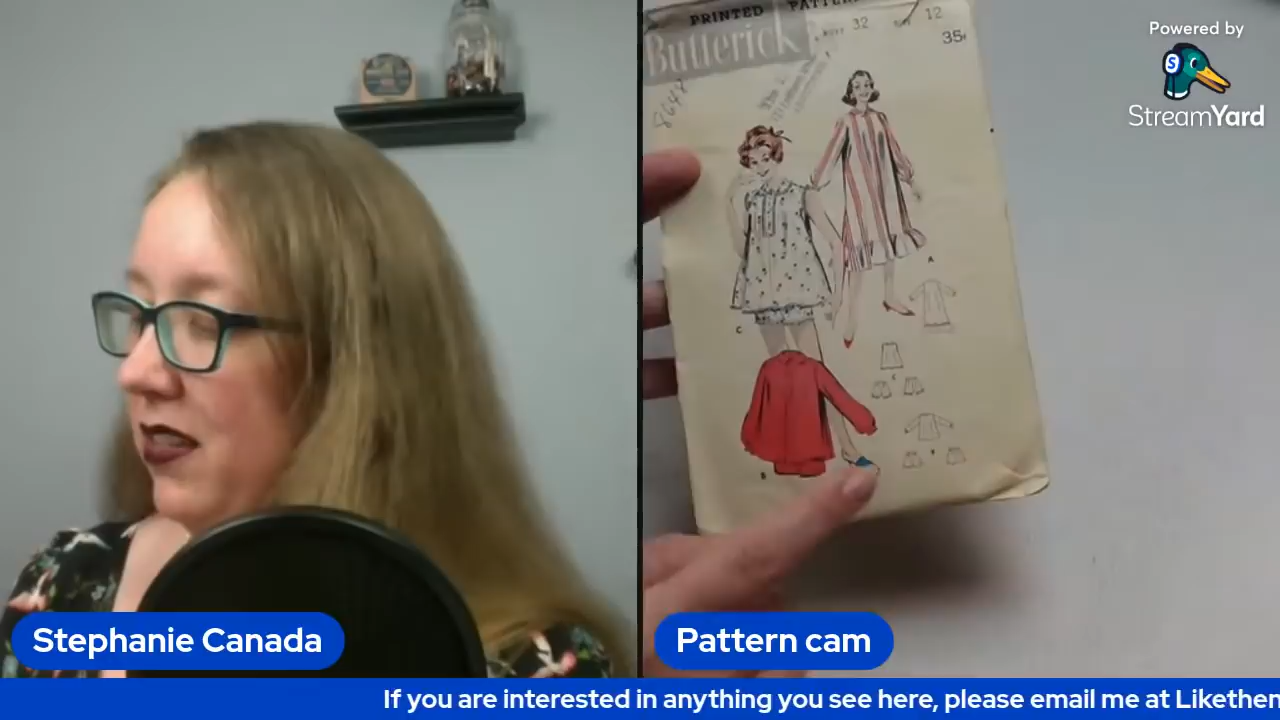 PRINTED PATTERN
Butterick
32
12
35¢
8648
A
C
C
B
B
Powered by
S
StreamYard
Stephanie Canada
Pattern cam
If you are interested in anything you see here, please email me at Likethen